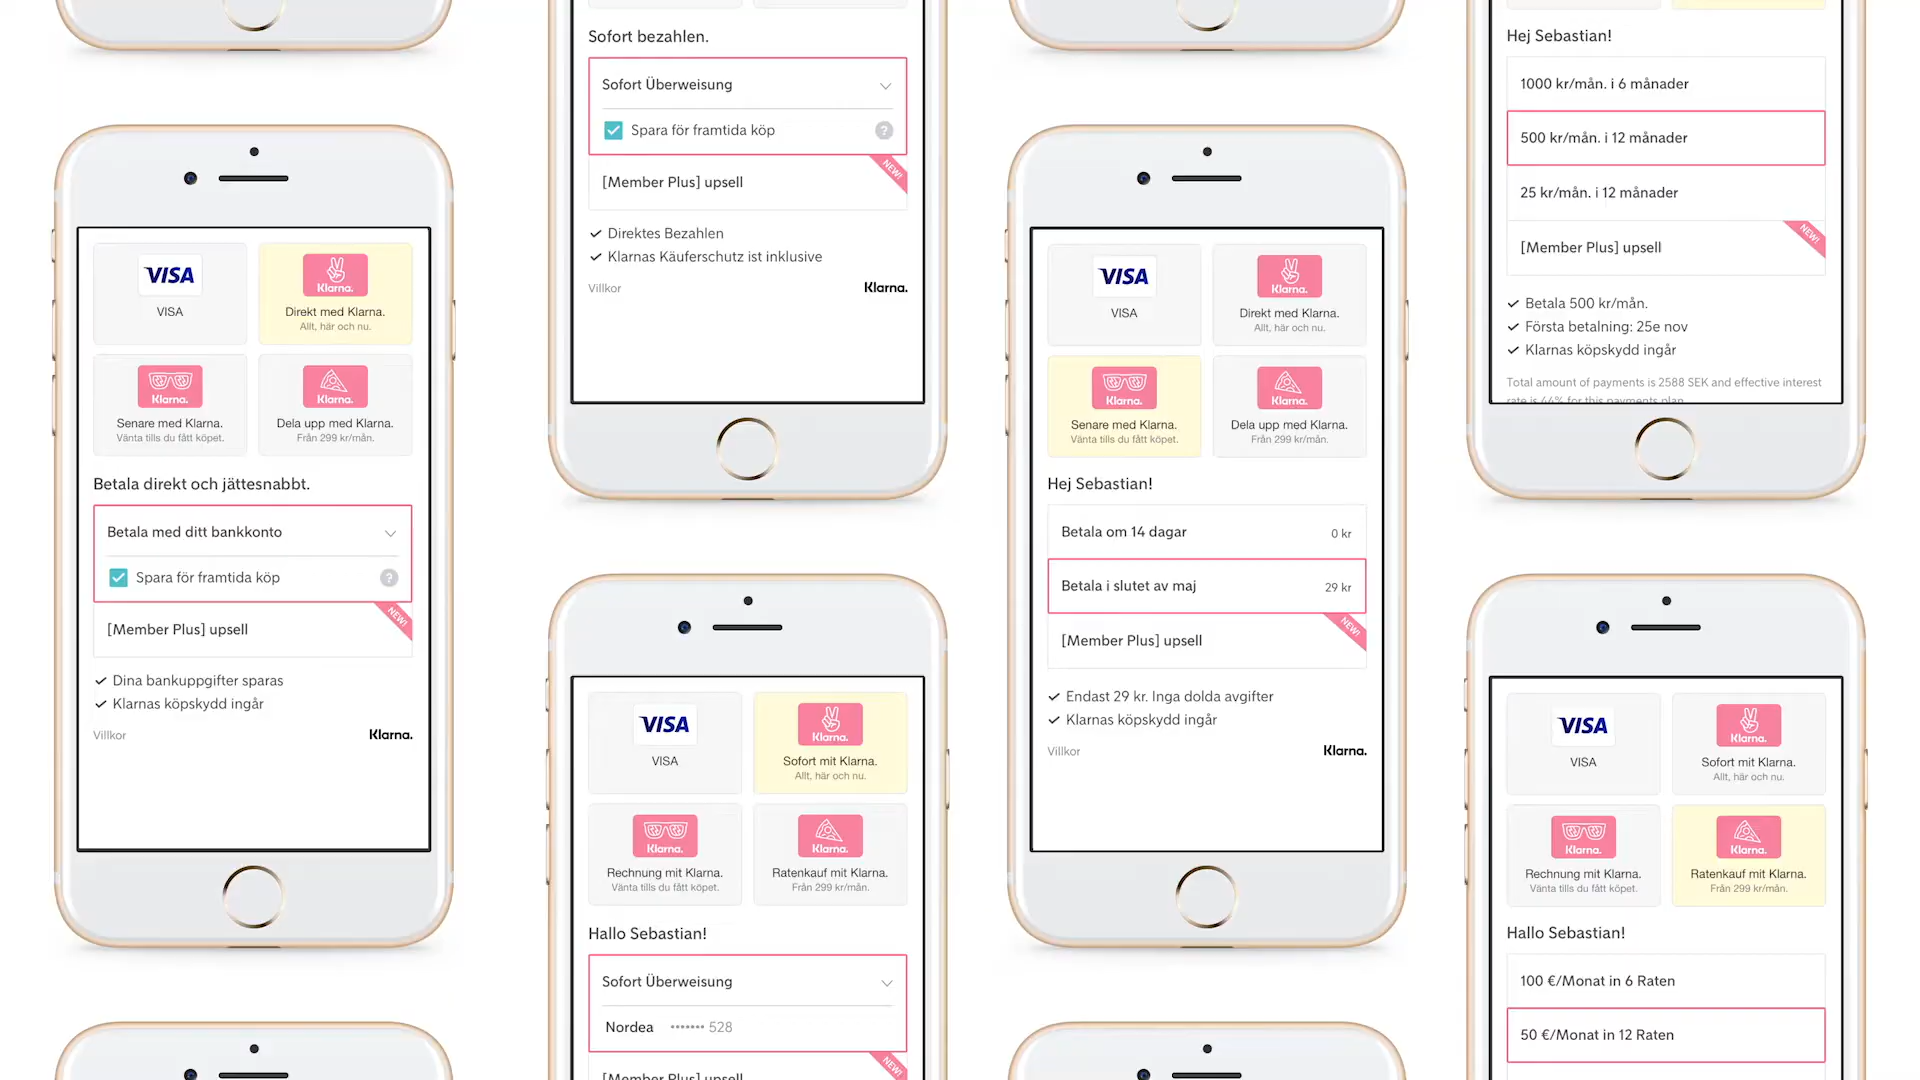 VISA
VISA
Klarna.
Direkt med Klarna.
Allt, här och nu.
Klarna.
Senare med Klarna.
Vänta tills du fått köpet.
Klarna.
Dela upp med Klarna.
Från 299 kr/mån.
Betala direkt och jättesnabbt.
Betala med ditt bankkonto
Spara för framtida köp
?
NEW!
[Member Plus] upsell
Dina bankuppgifter sparas
Klarnas köpskydd ingår
Villkor
Klarna.
Sofort bezahlen.
Sofort Überweisung
Spara för framtida köp
?
NEW!
[Member Plus] upsell
Direktes Bezahlen
Klarnas Käuferschutz ist inklusive
Villkor
Klarna.
VISA
VISA
Klarna.
Sofort mit Klarna.
Allt, här och nu.
Klarna.
Rechnung mit Klarna.
Vänta tills du fått köpet.
Klarna.
Ratenkauf mit Klarna.
Från 299 kr/mån.
Hallo Sebastian!
Sofort Überweisung
Nordea ······· 528
NEW!
[Member Plus] upsell
VISA
VISA
Klarna.
Direkt med Klarna.
Allt, här och nu.
Klarna.
Senare med Klarna.
Vänta tills du fått köpet.
Klarna.
Dela upp med Klarna.
Från 299 kr/mån.
Hej Sebastian!
Betala om 14 dagar 0 kr
Betala i slutet av maj 29 kr
NEW!
[Member Plus] upsell
Endast 29 kr. Inga dolda avgifter
Klarnas köpskydd ingår
Villkor
Klarna.
Hej Sebastian!
1000 kr/mån. i 6 månader
500 kr/mån. i 12 månader
25 kr/mån. i 12 månader
NEW!
[Member Plus] upsell
Betala 500 kr/mån.
Första betalning: 25e nov
Klarnas köpskydd ingår
Total amount of payments is 2588 SEK and effective interest
rate is 44% for this payments plan
VISA
VISA
Klarna.
Sofort mit Klarna.
Allt, här och nu.
Klarna.
Rechnung mit Klarna.
Vänta tills du fått köpet.
Klarna.
Ratenkauf mit Klarna.
Från 299 kr/mån.
Hallo Sebastian!
100 €/Monat in 6 Raten
50 €/Monat in 12 Raten